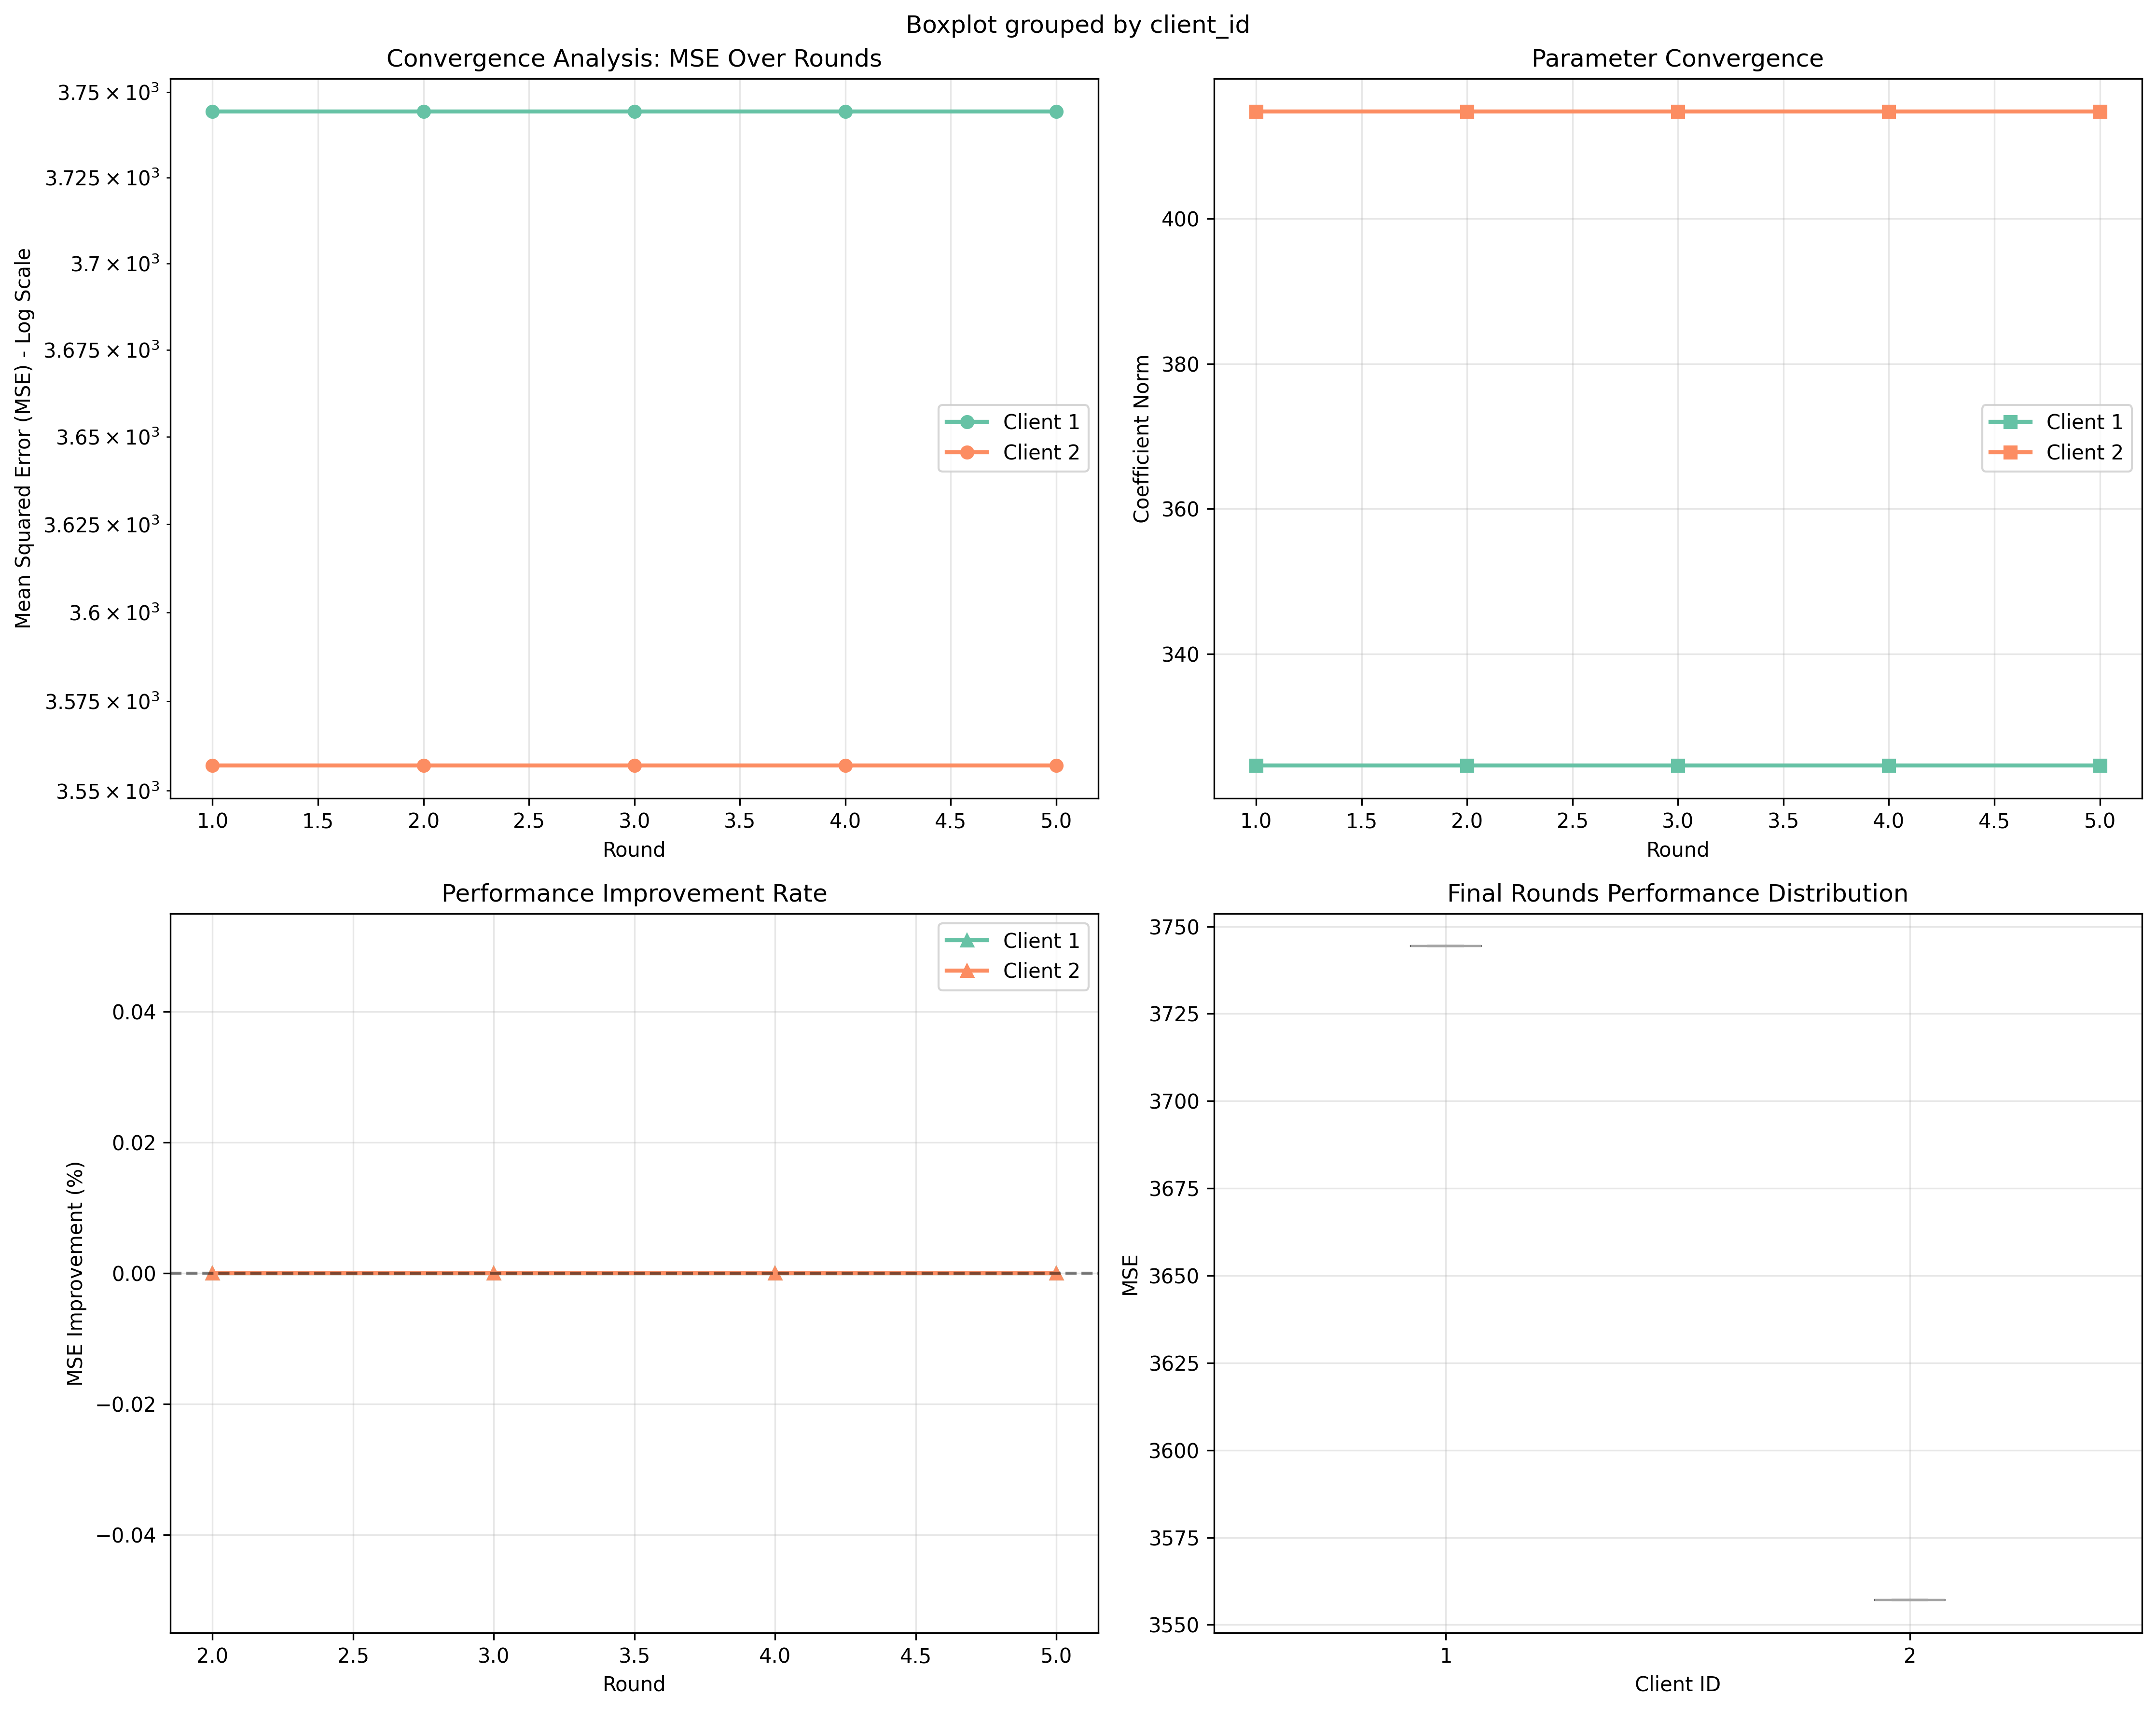 Boxplot grouped by client_id
Convergence Analysis: MSE Over Rounds
Mean Squared Error (MSE) - Log Scale
3.75 × 10³
3.725 × 10³
3.7 × 10³
3.675 × 10³
3.65 × 10³
3.625 × 10³
3.6 × 10³
3.575 × 10³
3.55 × 10³
Client 1
Client 2
1.0 1.5 2.0 2.5 3.0 3.5 4.0 4.5 5.0
Round
Parameter Convergence
Coefficient Norm
400
380
360
340
Client 1
Client 2
1.0 1.5 2.0 2.5 3.0 3.5 4.0 4.5 5.0
Round
Performance Improvement Rate
MSE Improvement (%)
0.04
0.02
0.00
−0.02
−0.04
Client 1
Client 2
2.0 2.5 3.0 3.5 4.0 4.5 5.0
Round
Final Rounds Performance Distribution
MSE
3750
3725
3700
3675
3650
3625
3600
3575
3550
1 2
Client ID